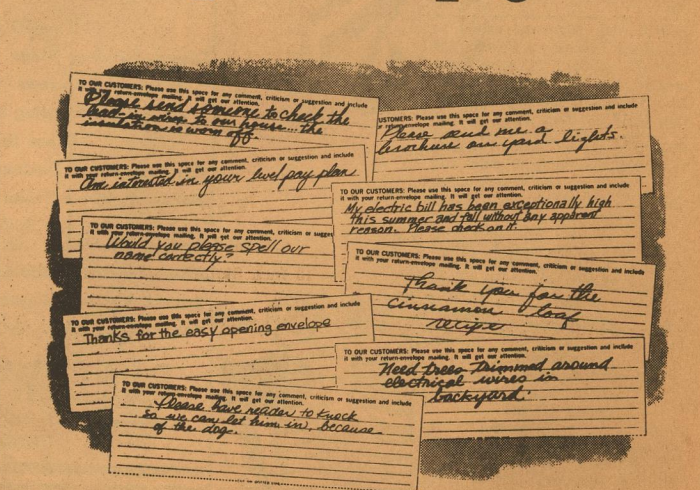 TO OUR CUSTOMERS: Please use this space for any comment, criticism or suggestion and include
it with your return-envelope mailing. It will get our attention.
Please send someone to check the
lead-in wires to our house... the
insulation is worn off.
TO OUR CUSTOMERS: Please use this space for any comment, criticism or suggestion and include
it with your return-envelope mailing. It will get our attention.
Am interested in your level pay plan
TO OUR CUSTOMERS: Please use this space for any comment, criticism or sugges
it with your return-envelope mailing. It will get our attention.
Would you please spell our
name correctly?
TO OUR CUSTOMERS: Please use this space for any comment, criticism or suggestion and include
it with your return-envelope mailing. It will get our attention.
Thanks for the easy opening envelope
TO OUR CUSTOMERS: Please use this space for any comment, criticism or suggestion and include
it with your return-envelope mailing. It will get our attention.
Please have reader to knock
so we can let him in, because
of the dog.
CUSTOMERS: Please use this space for any comment, criticism or suggestion and include
return-envelope mailing. It will get our attention.
Please send me a
brochure on yard lights.
TO OUR CUSTOMERS: Please use this space for any comment, criticism or suggestion and include
it with your return-envelope mailing. It will get our attention.
My electric bill has been exceptionally high
this summer and fall without any apparent
reason. Please check on it.
TO OUR CUSTOMERS: Please use this space for any comment, criticism or suggestion and include
it with your return-envelope mailing. It will get our attention.
Thank you for the
cinnamon loaf
recipe
TO OUR CUSTOMERS: Please use this space for any comment, criticism or suggestion and include
it with your return-envelope mailing. It will get our attention.
Need trees trimmed around
electrical wires in
backyard.